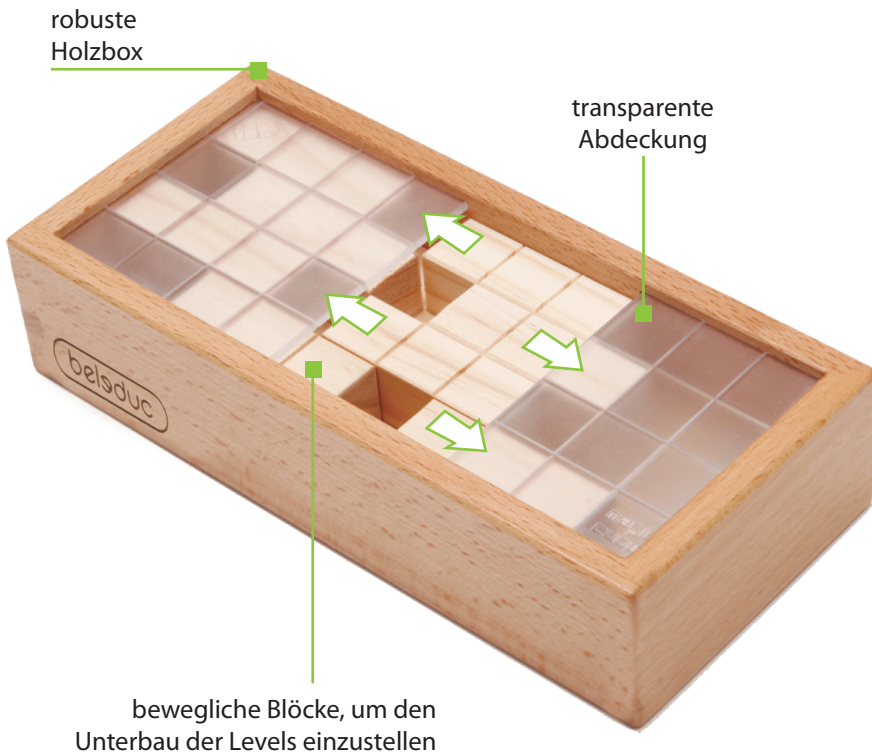 robuste
Holzbox
transparente
Abdeckung
beleduc
bewegliche Blöcke, um den
Unterbau der Levels einzustellen